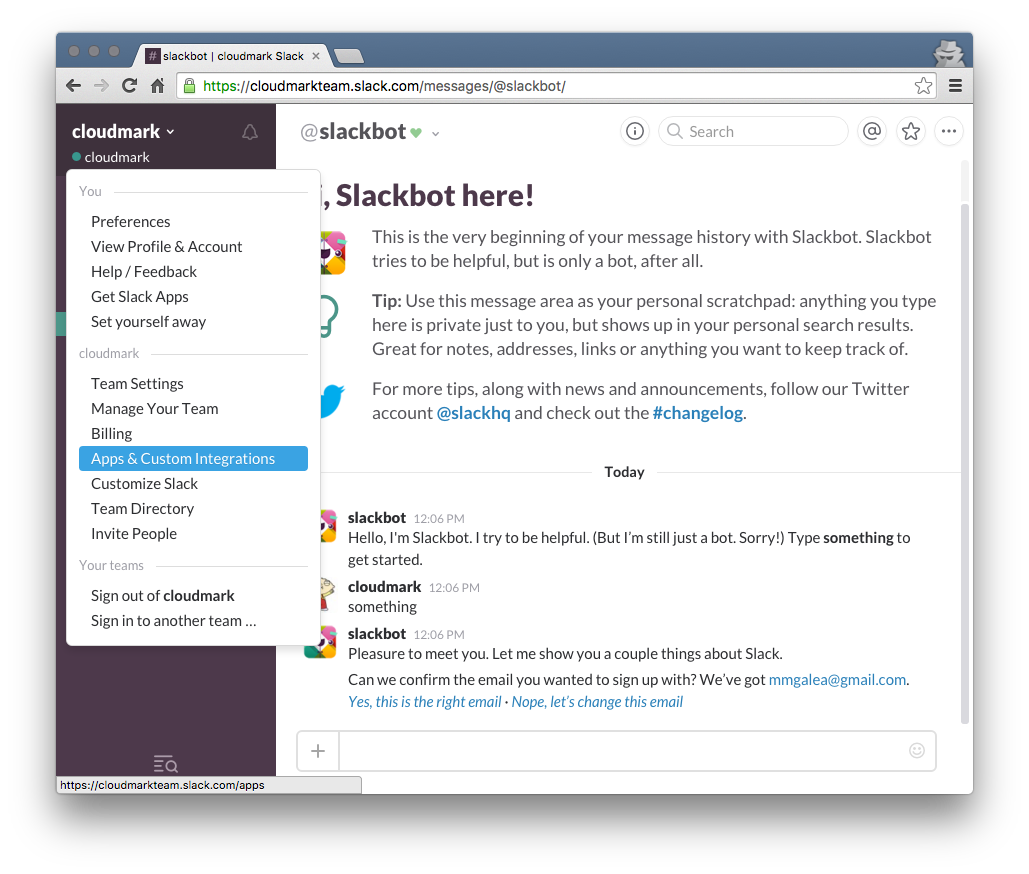 slackbot | cloudmark Slack
https://cloudmarkteam.slack.com/messages/@slackbot/
cloudmark
cloudmark
@slackbot
Search
You
Preferences
View Profile & Account
Help / Feedback
Get Slack Apps
Set yourself away
cloudmark
Team Settings
Manage Your Team
Billing
Apps & Custom Integrations
Customize Slack
Team Directory
Invite People
Your teams
Sign out of cloudmark
Sign in to another team ...
, Slackbot here!
This is the very beginning of your message history with Slackbot. Slackbot
tries to be helpful, but is only a bot, after all.
Tip: Use this message area as your personal scratchpad: anything you type
here is private just to you, but shows up in your personal search results.
Great for notes, addresses, links or anything you want to keep track of.
For more tips, along with news and announcements, follow our Twitter
account @slackhq and check out the #changelog.
Today
slackbot 12:06 PM
Hello, I'm Slackbot. I try to be helpful. (But I'm still just a bot. Sorry!) Type something to
get started.
cloudmark 12:06 PM
something
slackbot 12:06 PM
Pleasure to meet you. Let me show you a couple things about Slack.
Can we confirm the email you wanted to sign up with? We've got mmgalea@gmail.com.
Yes, this is the right email · Nope, let's change this email
https://cloudmarkteam.slack.com/apps